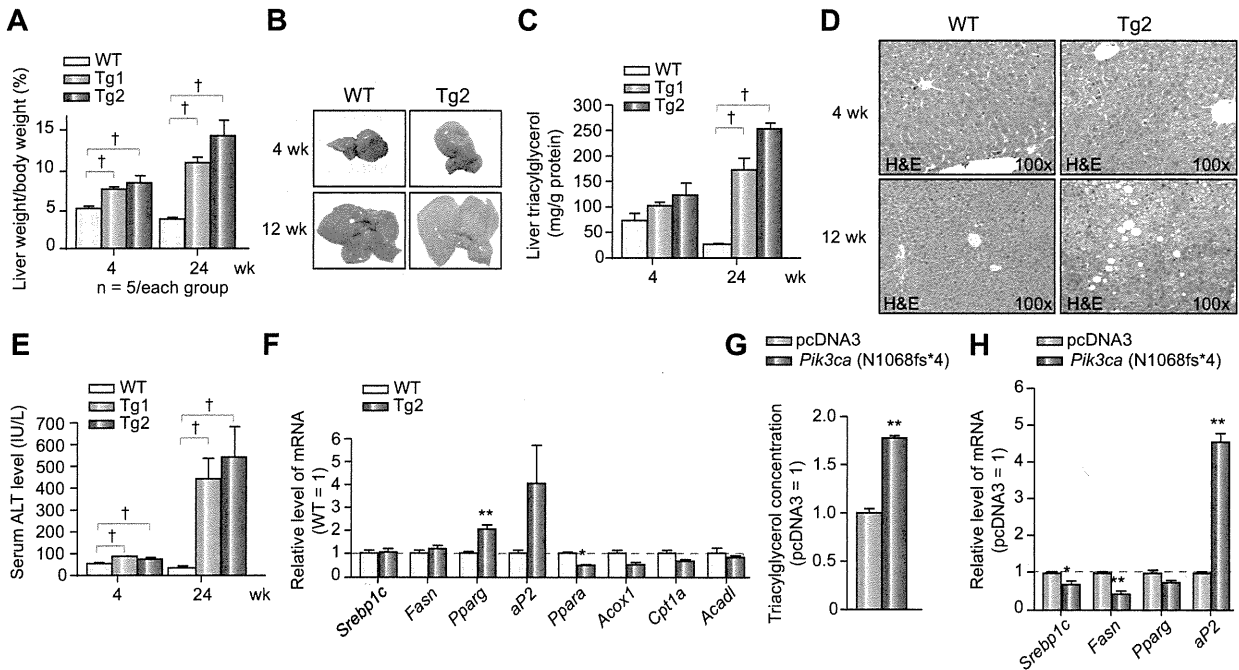 A
WT
Tg1
Tg2
Liver weight/body weight (%)
15
10
5
0
†
†
†
†
4
24
wk
n = 5/each group
B
WT
Tg2
4 wk
12 wk
C
WT
Tg1
Tg2
Liver triacylglycerol
(mg/g protein)
300
250
200
150
100
50
0
†
†
4
24
wk
D
WT
Tg2
4 wk
H&E
100x
H&E
100x
12 wk
H&E
100x
H&E
100x
E
WT
Tg1
Tg2
Serum ALT level (IU/L)
700
600
500
400
300
200
100
0
†
†
†
†
4
24
wk
F
WT
Tg2
Relative level of mRNA
(WT = 1)
6
4
2
1
0
**
*
Srebp1c
Fasn
Pparg
aP2
Ppara
Acox1
Cpt1a
Acadl
G
pcDNA3
Pik3ca (N1068fs*4)
Triacylglycerol concentration
(pcDNA3 = 1)
2.0
1.5
1.0
0.5
0
**
H
pcDNA3
Pik3ca (N1068fs*4)
Relative level of mRNA
(pcDNA3 = 1)
6
5
4
2
1
0
*
**
**
Srebp1c
Fasn
Pparg
aP2